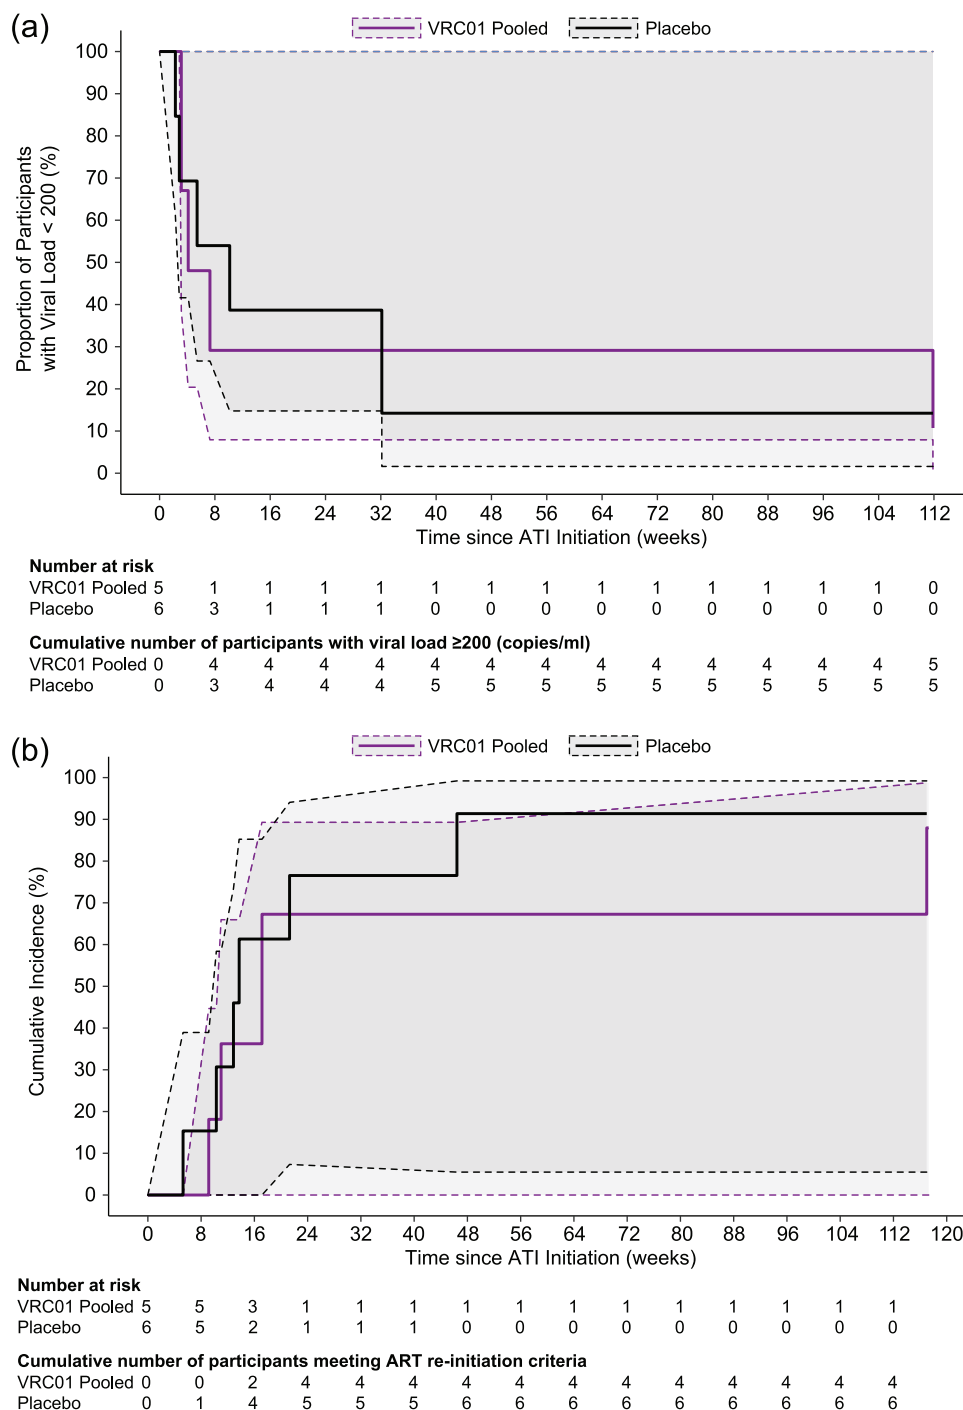 (a)
VRC01 Pooled Placebo
100
90
80
70
60
50
40
30
20
10
0
Proportion of Participants
with Viral Load < 200 (%)
0 8 16 24 32 40 48 56 64 72 80 88 96 104 112
Time since ATI Initiation (weeks)
Number at risk
VRC01 Pooled 5 1 1 1 1 1 1 1 1 1 1 1 1 1 0
Placebo 6 3 1 1 1 0 0 0 0 0 0 0 0 0 0
Cumulative number of participants with viral load ≥200 (copies/ml)
VRC01 Pooled 0 4 4 4 4 4 4 4 4 4 4 4 4 4 5
Placebo 0 3 4 4 4 5 5 5 5 5 5 5 5 5 5
(b)
VRC01 Pooled Placebo
100
90
80
70
60
50
40
30
20
10
0
Cumulative Incidence (%)
0 8 16 24 32 40 48 56 64 72 80 88 96 104 112 120
Time since ATI Initiation (weeks)
Number at risk
VRC01 Pooled 5 5 3 1 1 1 1 1 1 1 1 1 1 1 1
Placebo 6 5 2 1 1 1 0 0 0 0 0 0 0 0 0
Cumulative number of participants meeting ART re-initiation criteria
VRC01 Pooled 0 0 2 4 4 4 4 4 4 4 4 4 4 4 4
Placebo 0 1 4 5 5 5 6 6 6 6 6 6 6 6 6